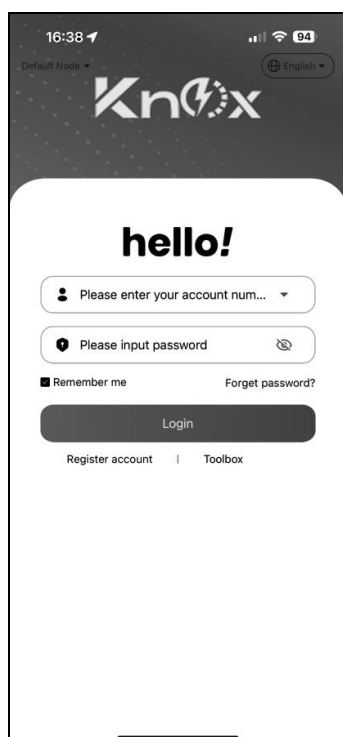 16:38
94
Default Node
English
Knox
hello!
Please enter your account num...
Please input password
Remember me
Forget password?
Login
Register account | Toolbox